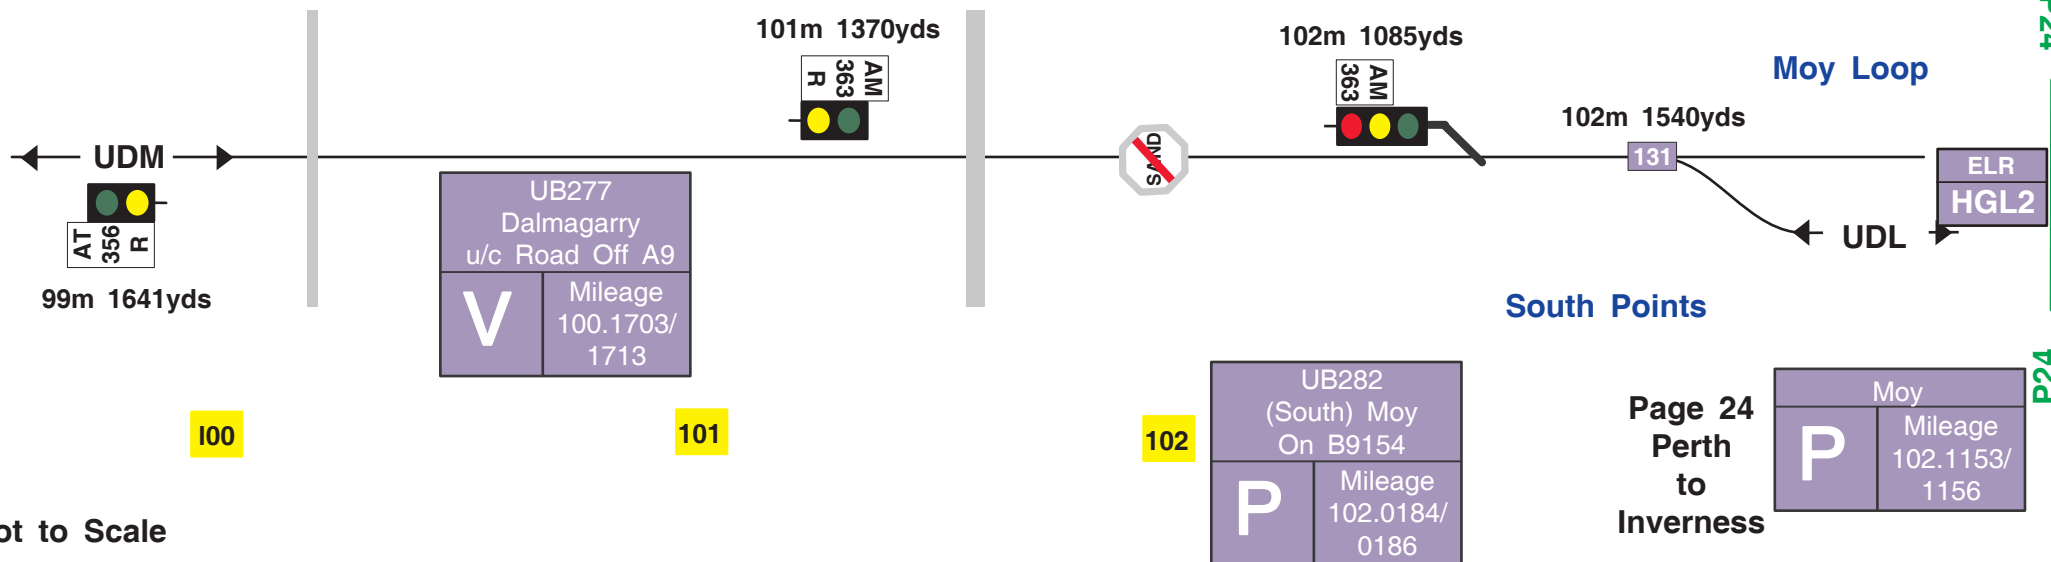 101m 1370yds
AM
363
R
102m 1085yds
AM
363
Moy Loop
102m 1540yds
UDM
SAND
131
ELR
HGL2
UDL
AT
356
R
99m 1641yds
UB277
Dalmagarry
u/c Road Off A9
V
Mileage
100.1703/
1713
South Points
I00
101
102
UB282
(South) Moy
On B9154
P
Mileage
102.0184/
0186
Page 24
Perth
to
Inverness
Moy
P
Mileage
102.1153/
1156
P24
P24
ot to Scale